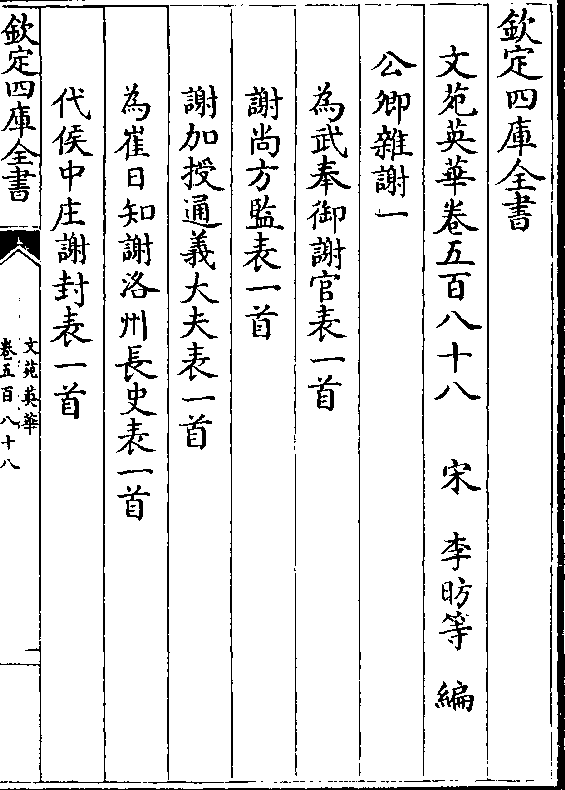 欽定四庫全書
文苑英華卷五百八十八　宋　李昉等　編
公卿雜謝一
為武奉御謝官表一首
謝尚方監表一首
謝加授通義大夫表一首
為崔日知謝洛州長史表一首
代侯中庄謝封表一首
欽定四庫全書
文苑英華
卷五百八十八
一